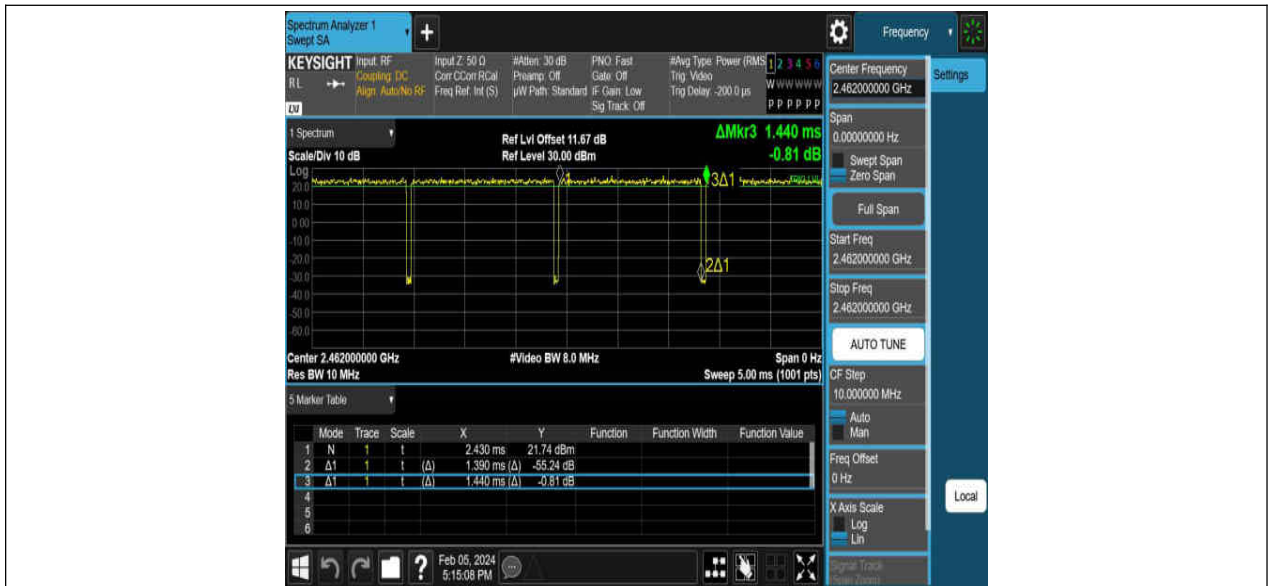 Spectrum Analyzer 1
Swept SA
+
Frequency
KEYSIGHT Input: RF Input Z: 50 Ω #Atten: 30 dB PNO: Fast #Avg Type: Power (RMS 1 2 3 4 5 6
RL Coupling: DC Corr CCorr RCal Preamp: Off Gate: Off Trig: Video W W W W W W
Align: Auto/No RF Freq Ref: Int (S) µW Path: Standard IF Gain: Low Trig Delay: -200.0 µs P P P P P P
Sig Track: Off
LXI
1 Spectrum
Ref Lvl Offset 11.67 dB ΔMkr3 1.440 ms
Scale/Div 10 dB Ref Level 30.00 dBm -0.81 dB
Log
1 3Δ1
20.0
10.0
0.00
-10.0
-20.0
2Δ1
-30.0
-40.0
-50.0
-60.0
Center 2.462000000 GHz #Video BW 8.0 MHz Span 0 Hz
Res BW 10 MHz Sweep 5.00 ms (1001 pts)
5 Marker Table
Mode Trace Scale X Y Function Function Width Function Value
1 N 1 t 2.430 ms 21.74 dBm
2 Δ1 1 t (Δ) 1.390 ms (Δ) -55.24 dB
3 Δ1 1 t (Δ) 1.440 ms (Δ) -0.81 dB
4
5
6
Center Frequency
2.462000000 GHz
Settings
Span
0.00000000 Hz
Swept Span
Zero Span
Full Span
Start Freq
2.462000000 GHz
Stop Freq
2.462000000 GHz
AUTO TUNE
CF Step
10.000000 MHz
Auto
Man
Freq Offset
0 Hz
Local
X Axis Scale
Log
Lin
Signal Track
(Span Zoom)
?
Feb 05, 2024
5:15:08 PM